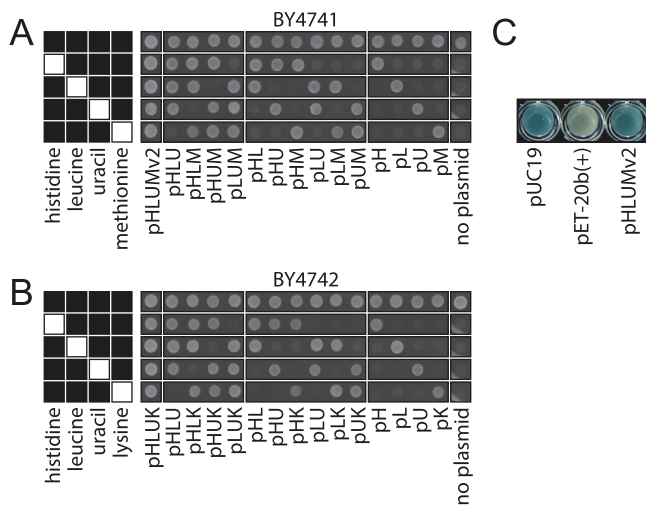 A
BY4741
C
histidine
leucine
uracil
methionine
pHLUMv2
pHLU
pHLM
pHUM
pLUM
pHL
pHU
pHM
pLU
pLM
pUM
pH
pL
pU
pM
no plasmid
pUC19
pET-20b(+)
pHLUMv2
B
BY4742
histidine
leucine
uracil
lysine
pHLUK
pHLU
pHLK
pHUK
pLUK
pHL
pHU
pHK
pLU
pLK
pUK
pH
pL
pU
pK
no plasmid